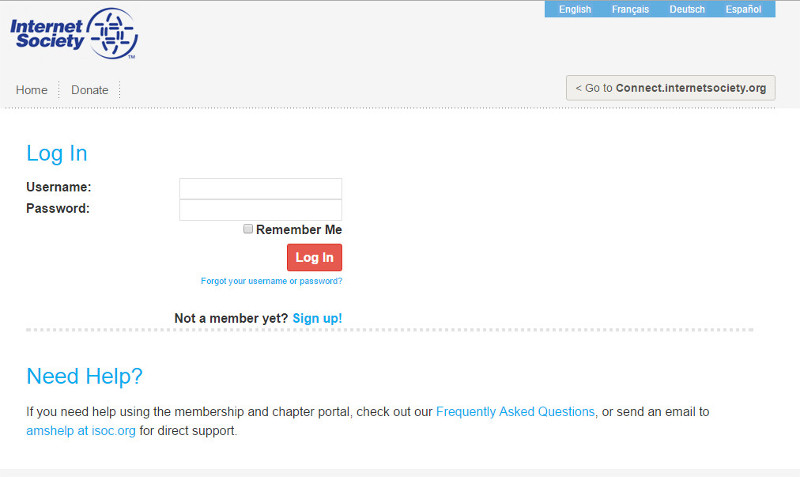 English Français Deutsch Español
Internet
Society
TM
Home Donate
< Go to Connect.internetsociety.org
Log In
Username:
Password:
Remember Me
Log In
Forgot your username or password?
Not a member yet? Sign up!
Need Help?
If you need help using the membership and chapter portal, check out our Frequently Asked Questions, or send an email to
amshelp at isoc.org for direct support.